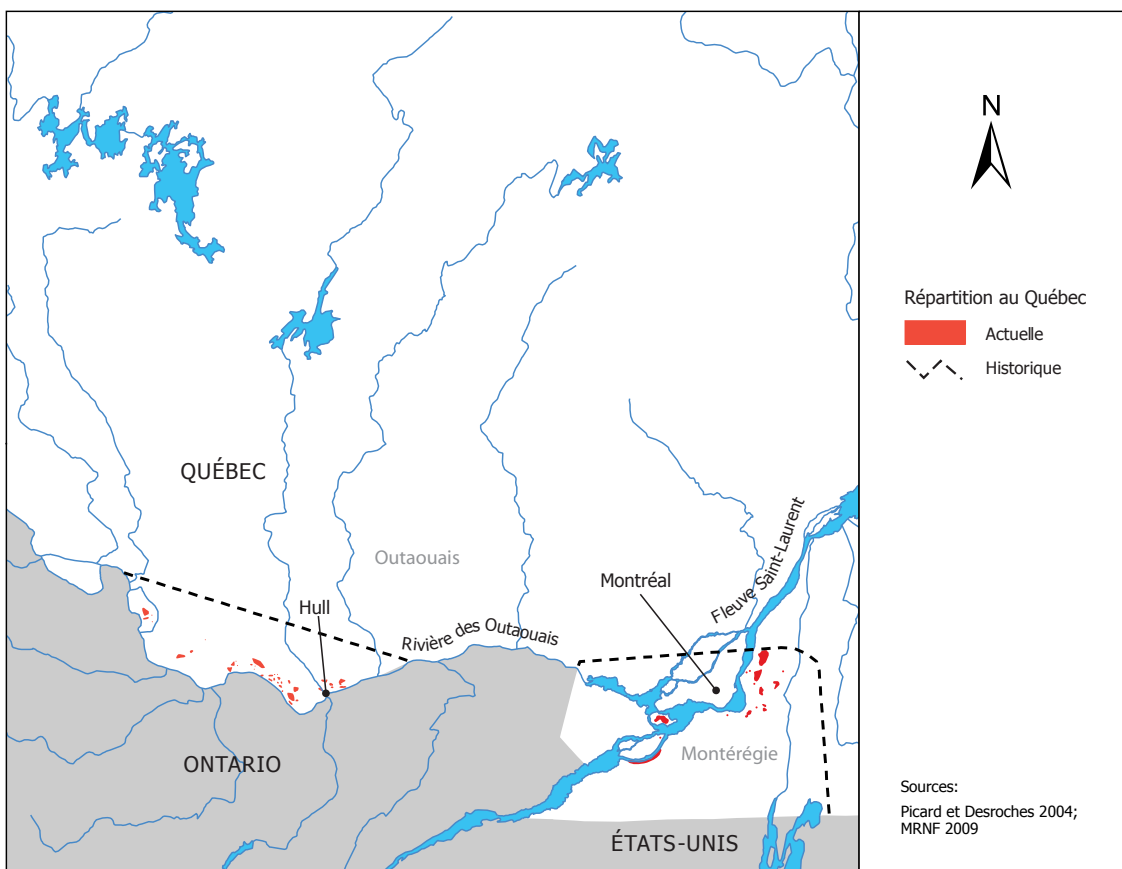 N
Répartition au Québec
Actuelle
Historique
QUÉBEC
Outaouais
Montréal
Fleuve Saint-Laurent
Hull
Rivière des Outaouais
ONTARIO
Montérégie
ÉTATS-UNIS
Sources:
Picard et Desroches 2004;
MRNF 2009